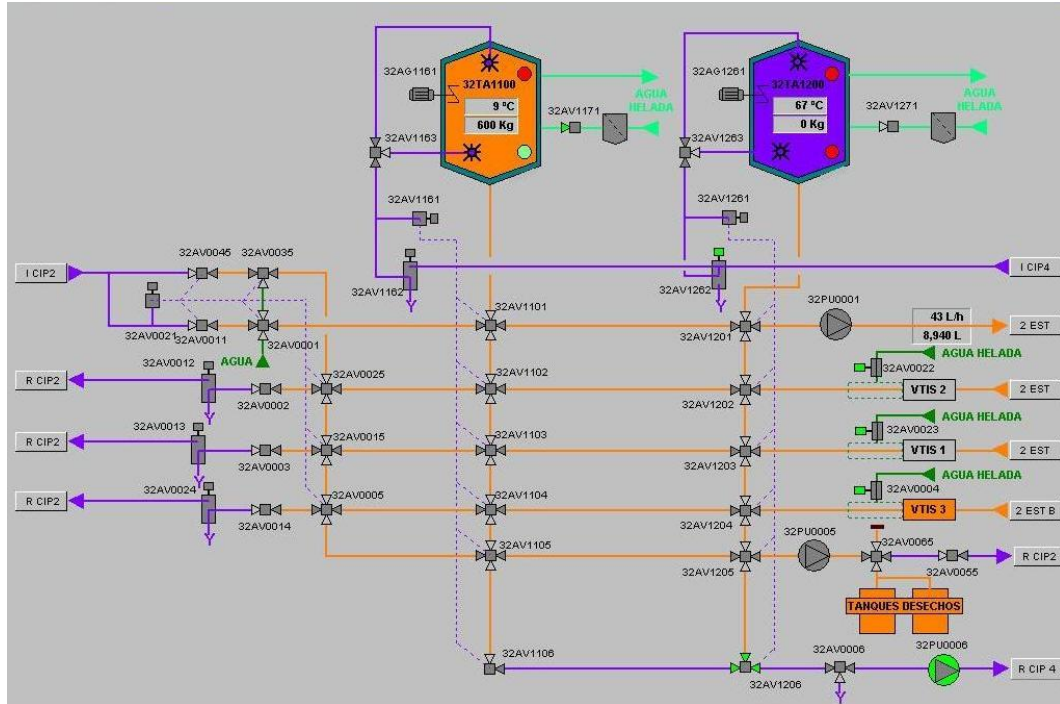 32AG1161
32TA1100
9 ºC
600 Kg
AGUA
HELADA
32AV1171
32AV1163
32AV1161
32AV1162
32AG1261
32TA1200
67 ºC
0 Kg
AGUA
HELADA
32AV1271
32AV1263
32AV1261
32AV1262
I CIP4
I CIP2
32AV0045
32AV0035
32AV0021
32AV0011
32AV0001
AGUA
32AV1101
32AV1201
32PU0001
43 L/h
8,940 L
2 EST
R CIP2
32AV0012
32AV0002
32AV0025
32AV1102
32AV1202
AGUA HELADA
32AV0022
VTIS 2
2 EST
R CIP2
32AV0013
32AV0003
32AV0015
32AV1103
32AV1203
AGUA HELADA
32AV0023
VTIS 1
2 EST
R CIP2
32AV0024
32AV0014
32AV0005
32AV1104
32AV1204
AGUA HELADA
32AV0004
VTIS 3
2 EST B
32AV1105
32AV1205
32PU0005
32AV0065
32AV0055
R CIP2
TANQUES DESECHOS
32AV1106
32AV1206
32AV0006
32PU0006
R CIP 4